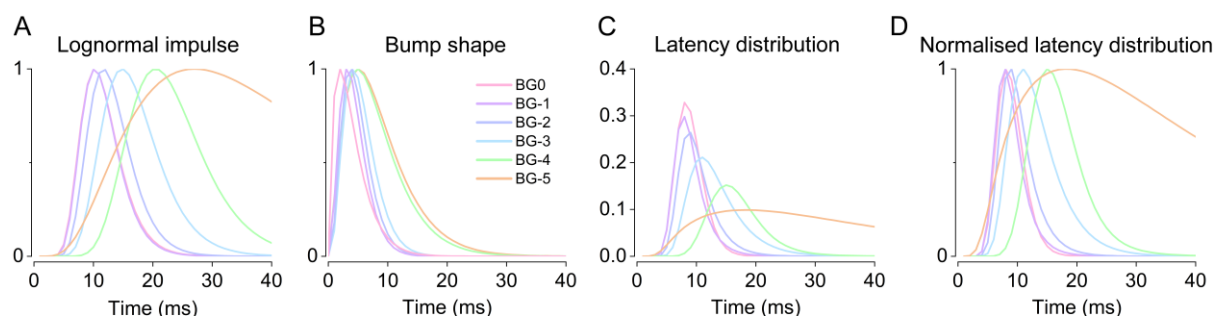 A
Lognormal impulse
1
0
0
10
20
30
40
Time (ms)
B
Bump shape
1
0
BG0
BG-1
BG-2
BG-3
BG-4
BG-5
0
10
20
30
40
Time (ms)
C
Latency distribution
0.4
0.3
0.2
0.1
0.0
0
10
20
30
40
Time (ms)
D
Normalised latency distribution
1
0
0
10
20
30
40
Time (ms)